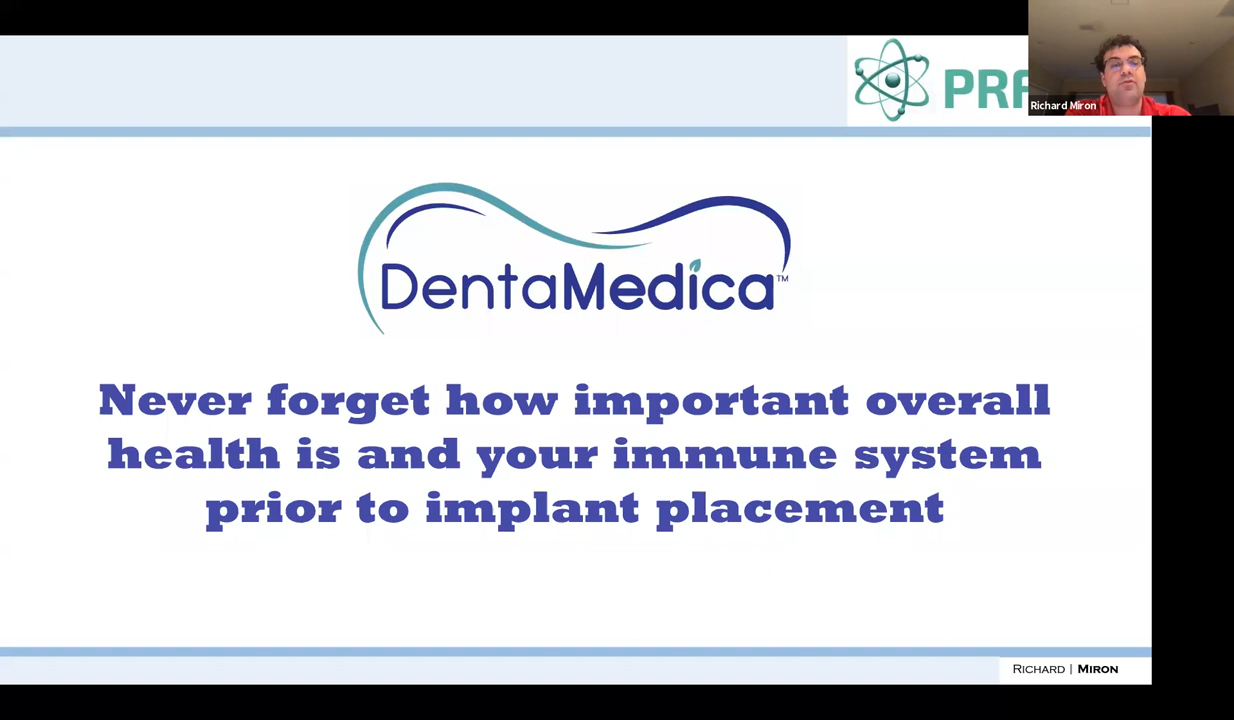 PRF
Richard Miron
DentaMedica™
Never forget how important overall
health is and your immune system
prior to implant placement
RICHARD | MIRON